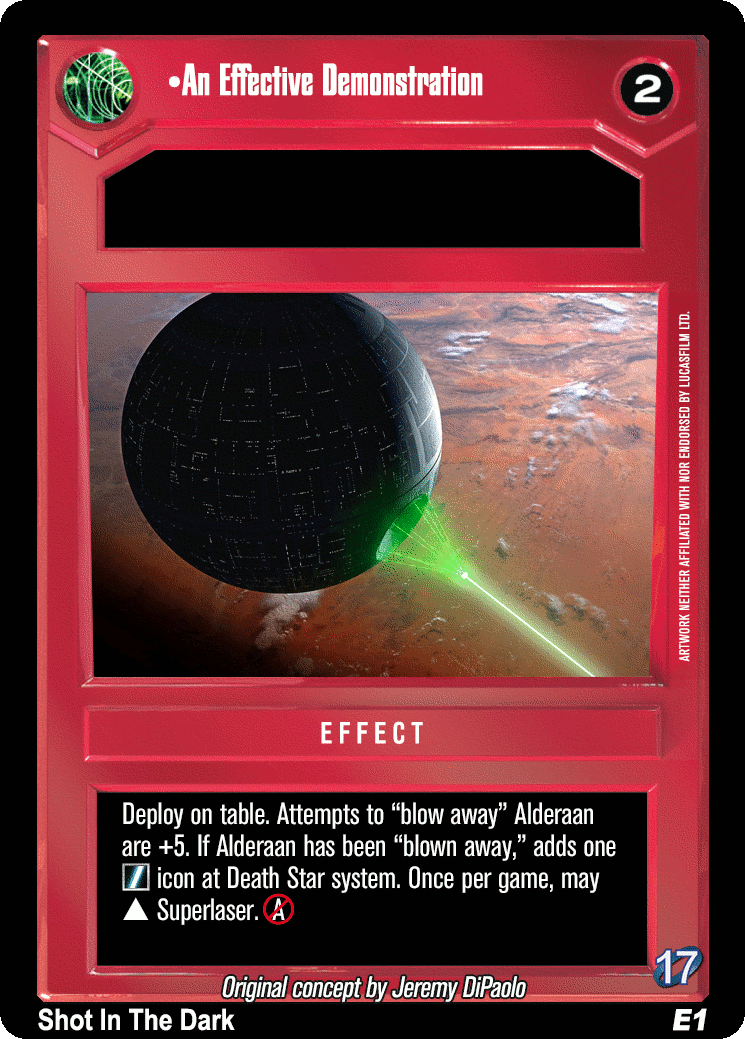 •An Effective Demonstration
2
ARTWORK NEITHER AFFILIATED WITH NOR ENDORSED BY LUCASFILM LTD.
EFFECT
Deploy on table. Attempts to “blow away” Alderaan
are +5. If Alderaan has been “blown away,” adds one
icon at Death Star system. Once per game, may
▲ Superlaser. A
17
Original concept by Jeremy DiPaolo
Shot In The Dark
E1